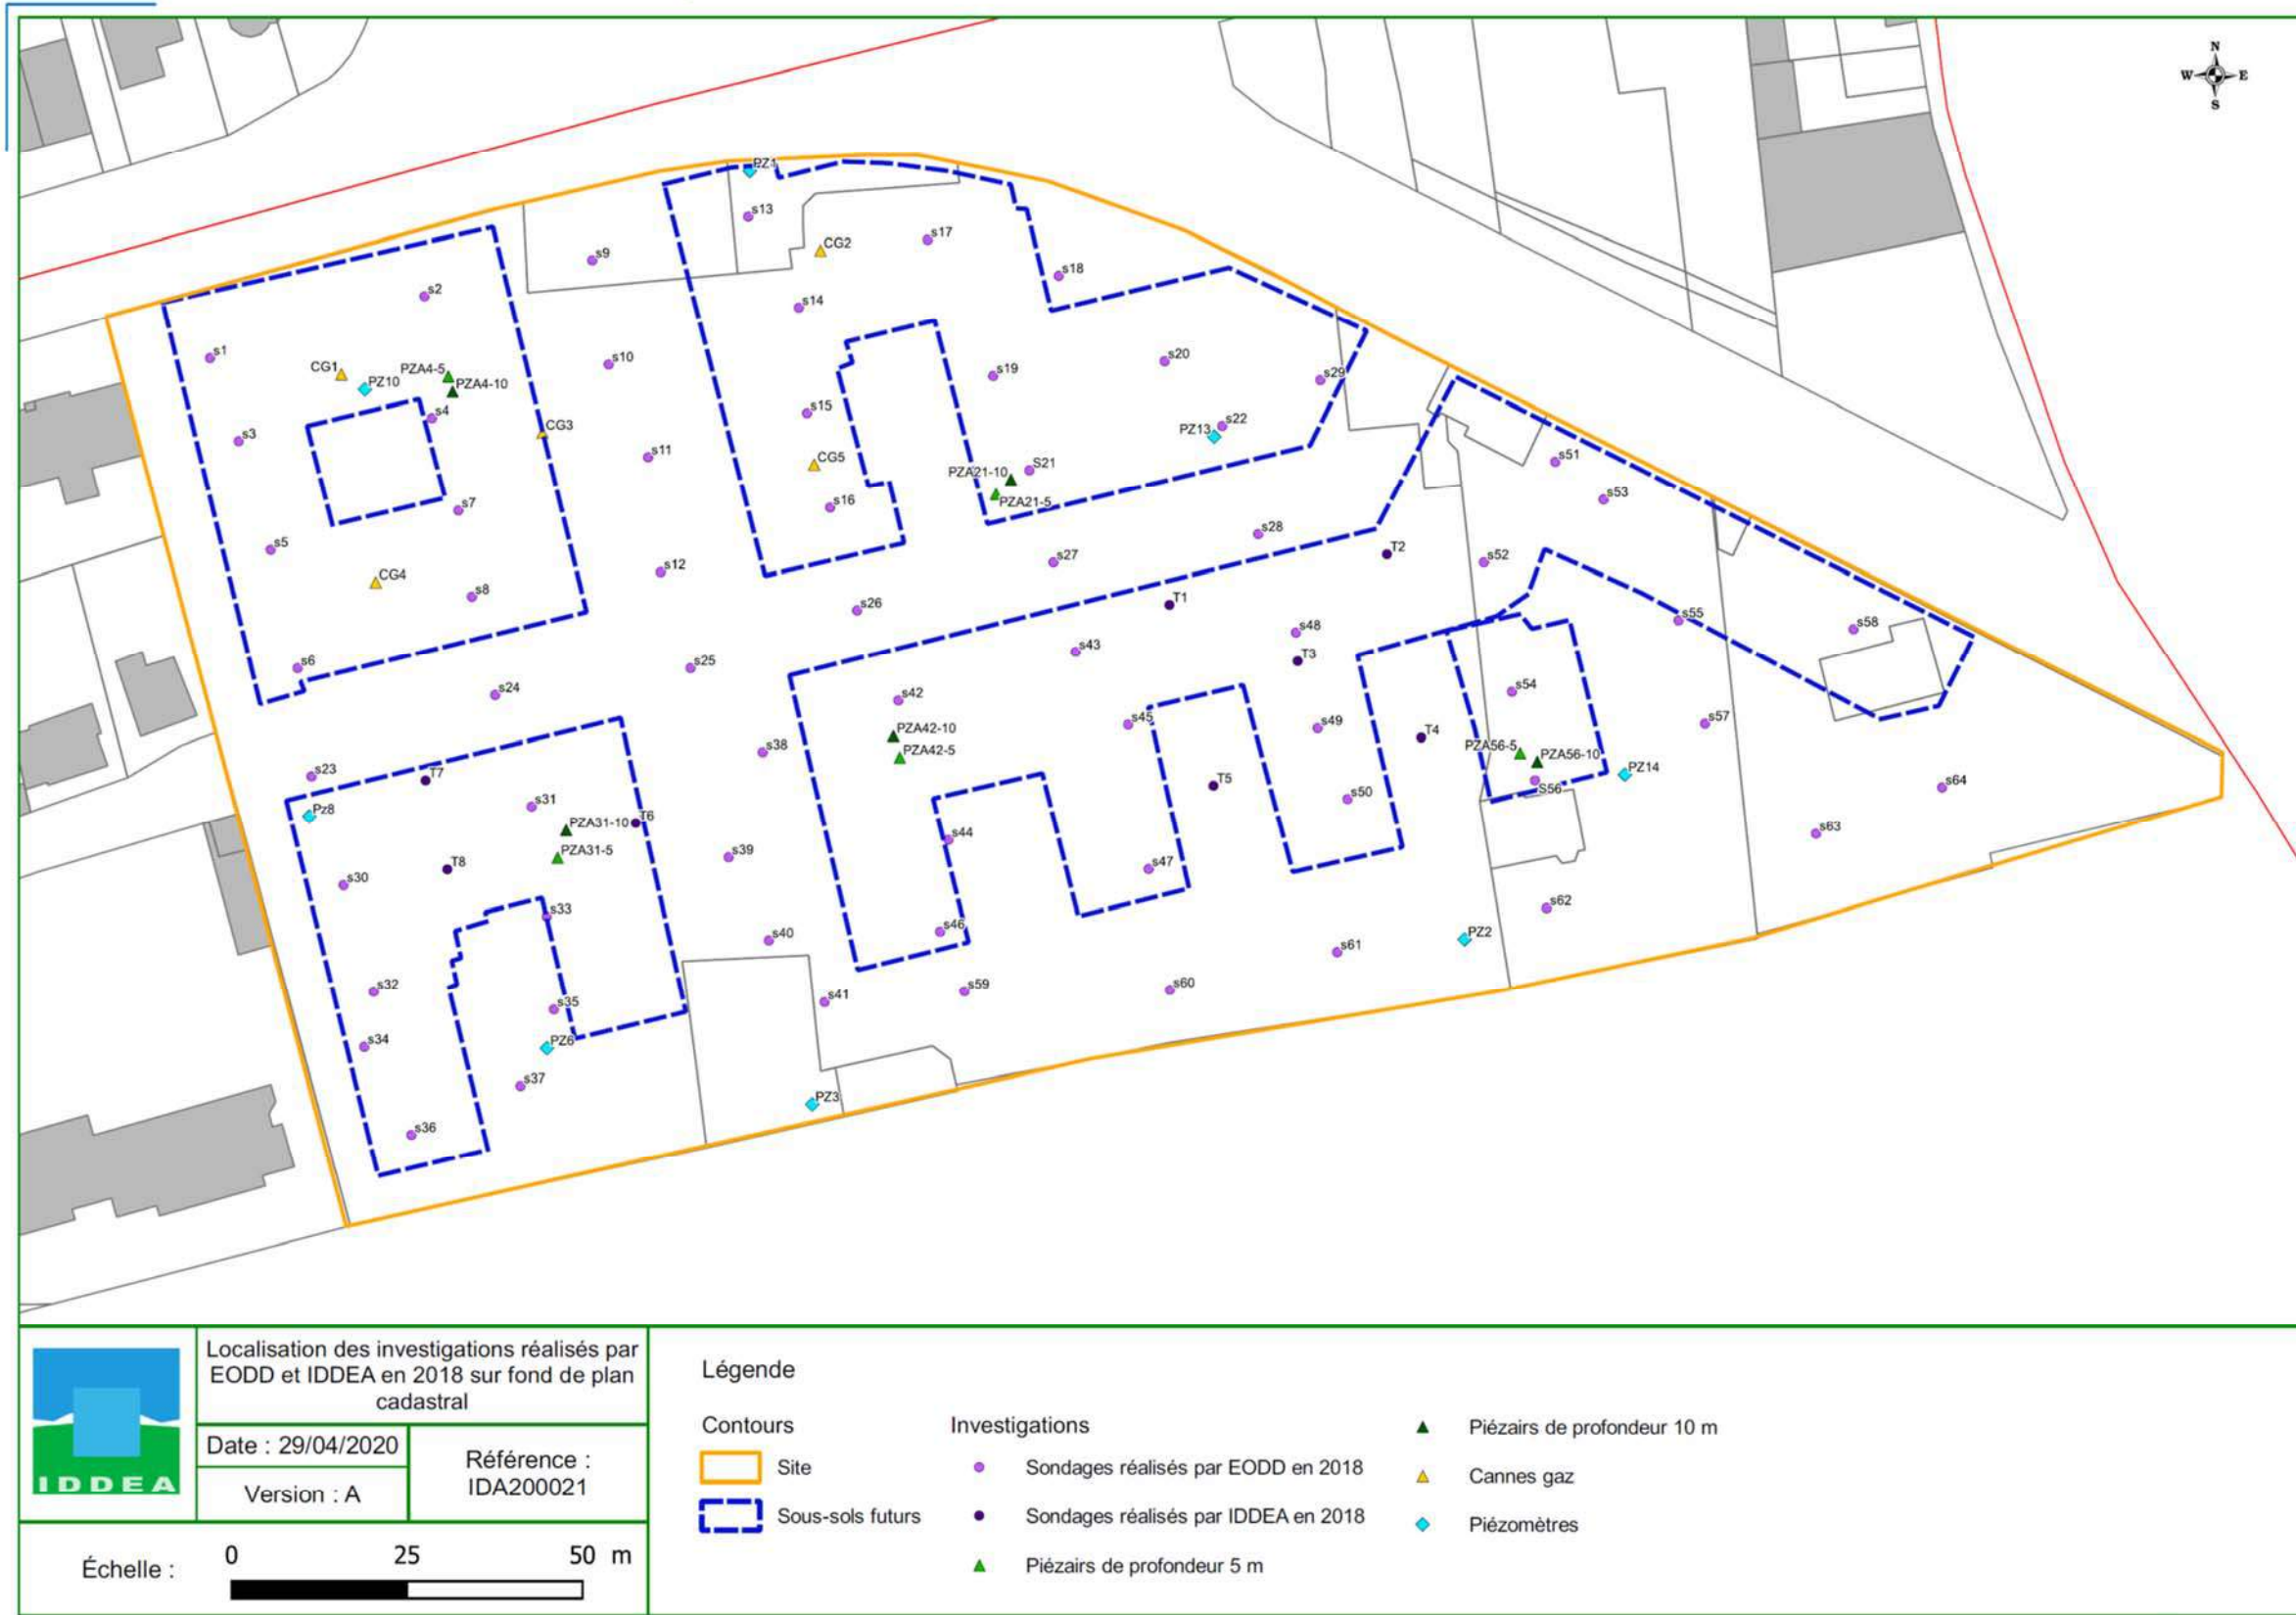 N
W E
S
PZ1
s13
CG2
s17
s9
s18
s2
s14
s1
s10
s20
CG1
PZA4-5
PZ10
PZA4-10
s19
s29
s4
s15
s3
CG3
s22
PZ13
s11
CG5
S21
PZA21-10
PZA21-5
s51
s7
s16
s53
s28
s5
T2
s27
s52
s12
CG4
s8
T1
s26
s55
s58
s48
s43
T3
s6
s25
s24
s54
s42
s45
s49
s57
PZA42-10
T4
s38
PZA42-5
PZA56-5
PZA56-10
s23
T7
PZ14
T5
S56
s64
Pz8
s31
s50
PZA31-10
T6
s44
s63
PZA31-5
s39
T8
s47
s30
s33
s62
s46
s40
PZ2
s61
s32
s41
s59
s60
s35
s34
PZ6
s37
PZ3
s36
IDDEA
Localisation des investigations réalisés par
EODD et IDDEA en 2018 sur fond de plan
cadastral
Date : 29/04/2020
Version : A
Référence :
IDA200021
Échelle :
0 25 50 m
Légende
Contours
Site
Sous-sols futurs
Investigations
Sondages réalisés par EODD en 2018
Sondages réalisés par IDDEA en 2018
Piézairs de profondeur 5 m
Piézairs de profondeur 10 m
Cannes gaz
Piézomètres